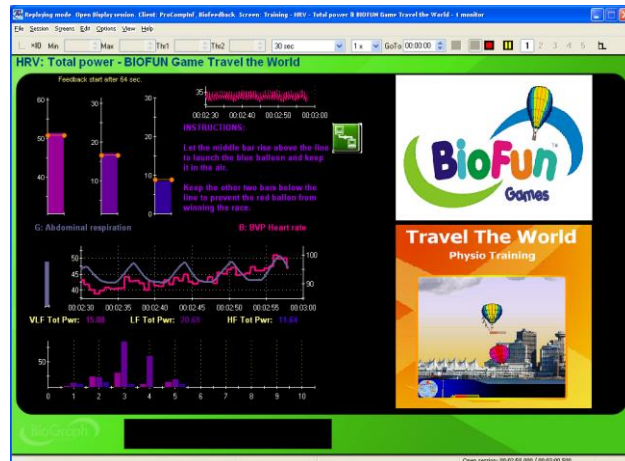 Replaying mode Open Display session. Client: ProCompInf, Biofeedback. Screen: Training - HRV - Total power & BIOFUN Game Travel the World - 1 monitor
File Session Screens Edit Options View Help
×10 Min Max Thr1 Thr2 30 sec 1 x GoTo 00:00:00 1 2 3 4 5
HRV: Total power - BIOFUN Game Travel the World
Feedback start after 64 sec.
60 50 40 30
30 20 10
30 20 10 0
35
00:02:30 00:02:40 00:02:50 00:03:00
INSTRUCTIONS:
Let the middle bar rise above the line
to launch the blue balloon and keep
it in the air.
Keep the other two bars below the
line to prevent the red ballon from
winning the race.
G: Abdominal respiration B: BVP Heart rate
50 45 40
100 90
00:02:30 00:02:35 00:02:40 00:02:45 00:02:50 00:02:55 00:03:00
VLF Tot Pwr: LF Tot Pwr: HF Tot Pwr:
50
0 1 2 3 4 5 6 7 8 9 10
BioGraph
BioFun™
Games
Travel The World
Physio Training